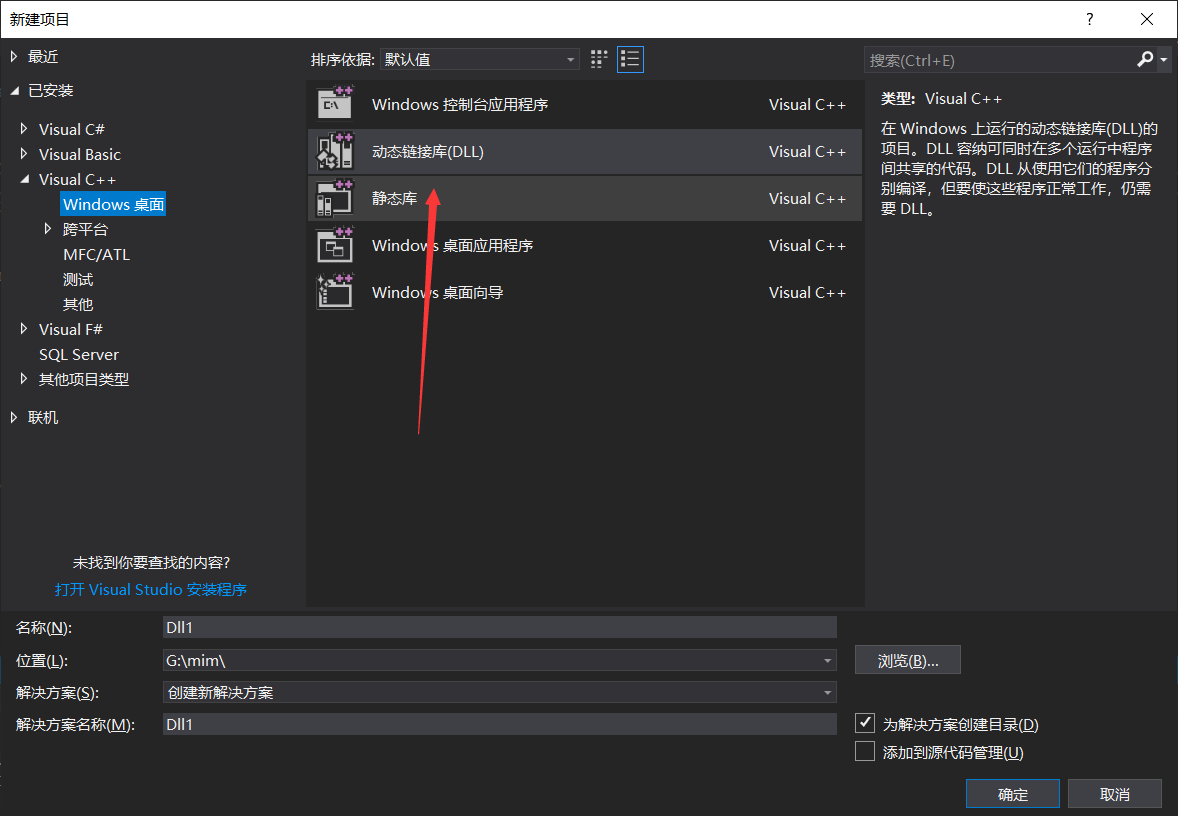 新建项目
?
最近
已安装
Visual C#
Visual Basic
Visual C++
Windows 桌面
跨平台
MFC/ATL
测试
其他
Visual F#
SQL Server
其他项目类型
联机
未找到你要查找的内容?
打开 Visual Studio 安装程序
排序依据: 默认值
Windows 控制台应用程序 Visual C++
动态链接库(DLL) Visual C++
静态库 Visual C++
Windows 桌面应用程序 Visual C++
Windows 桌面向导 Visual C++
搜索(Ctrl+E)
类型: Visual C++
在 Windows 上运行的动态链接库(DLL)的
项目。DLL 容纳可同时在多个运行中程序
间共享的代码。DLL 从使用它们的程序分
别编译，但要使这些程序正常工作，仍需
要 DLL。
名称(N): Dll1
位置(L): G:\mim\
浏览(B)...
解决方案(S): 创建新解决方案
解决方案名称(M): Dll1
为解决方案创建目录(D)
添加到源代码管理(U)
确定
取消